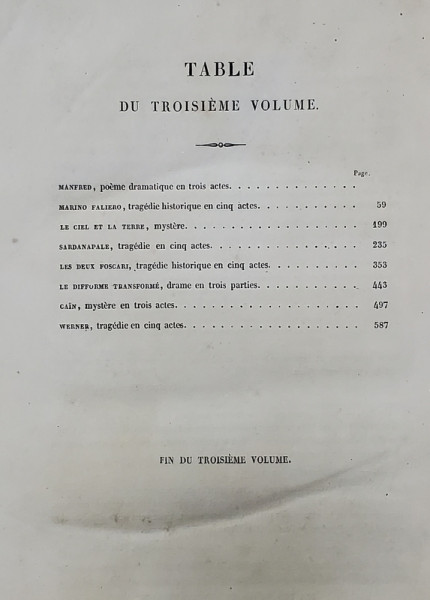 TABLE
DU TROISIÈME VOLUME.
Page.
MANFRED, poème dramatique en trois actes. . . . . . . . . . . . .
MARINO FALIERO, tragédie historique en cinq actes. . . . . . . . . . 59
LE CIEL ET LA TERRE, mystère. . . . . . . . . . . . . . . . . 199
SARDANAPALE, tragédie en cinq actes. . . . . . . . . . . . . . . 235
LES DEUX FOSCARI, tragédie historique en cinq actes. . . . . . . . . 353
LE DIFFORME TRANSFORMÉ, drame en trois parties. . . . . . . . . . 443
CAÏN, mystère en trois actes. . . . . . . . . . . . . . . . . . 497
WERNER, tragédie en cinq actes. . . . . . . . . . . . . . . . . 587
FIN DU TROISIÈME VOLUME.